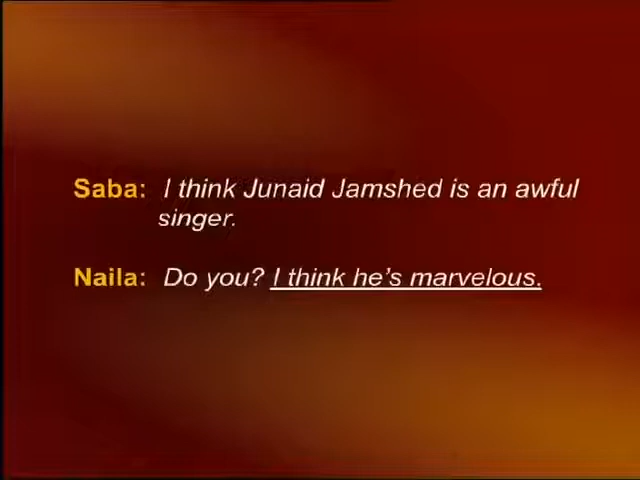 Saba: I think Junaid Jamshed is an awful
singer.
Naila: Do you? I think he's marvelous.